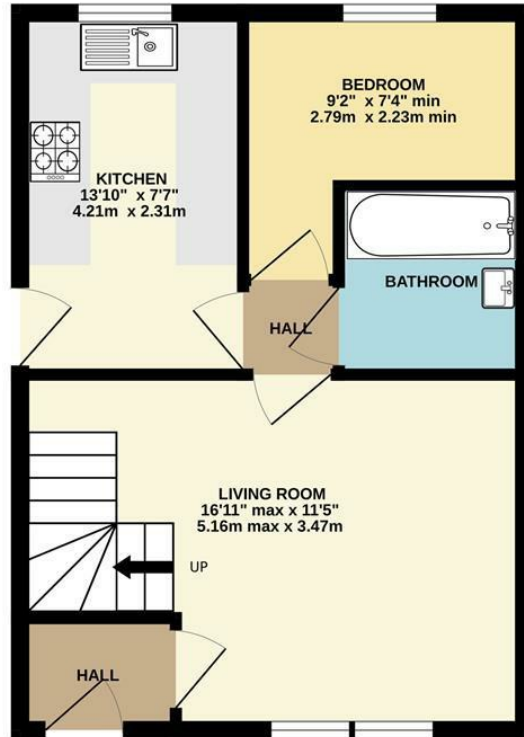 BEDROOM
9'2" x 7'4" min
2.79m x 2.23m min
KITCHEN
13'10" x 7'7"
4.21m x 2.31m
BATHROOM
HALL
LIVING ROOM
16'11" max x 11'5"
5.16m max x 3.47m
UP
HALL